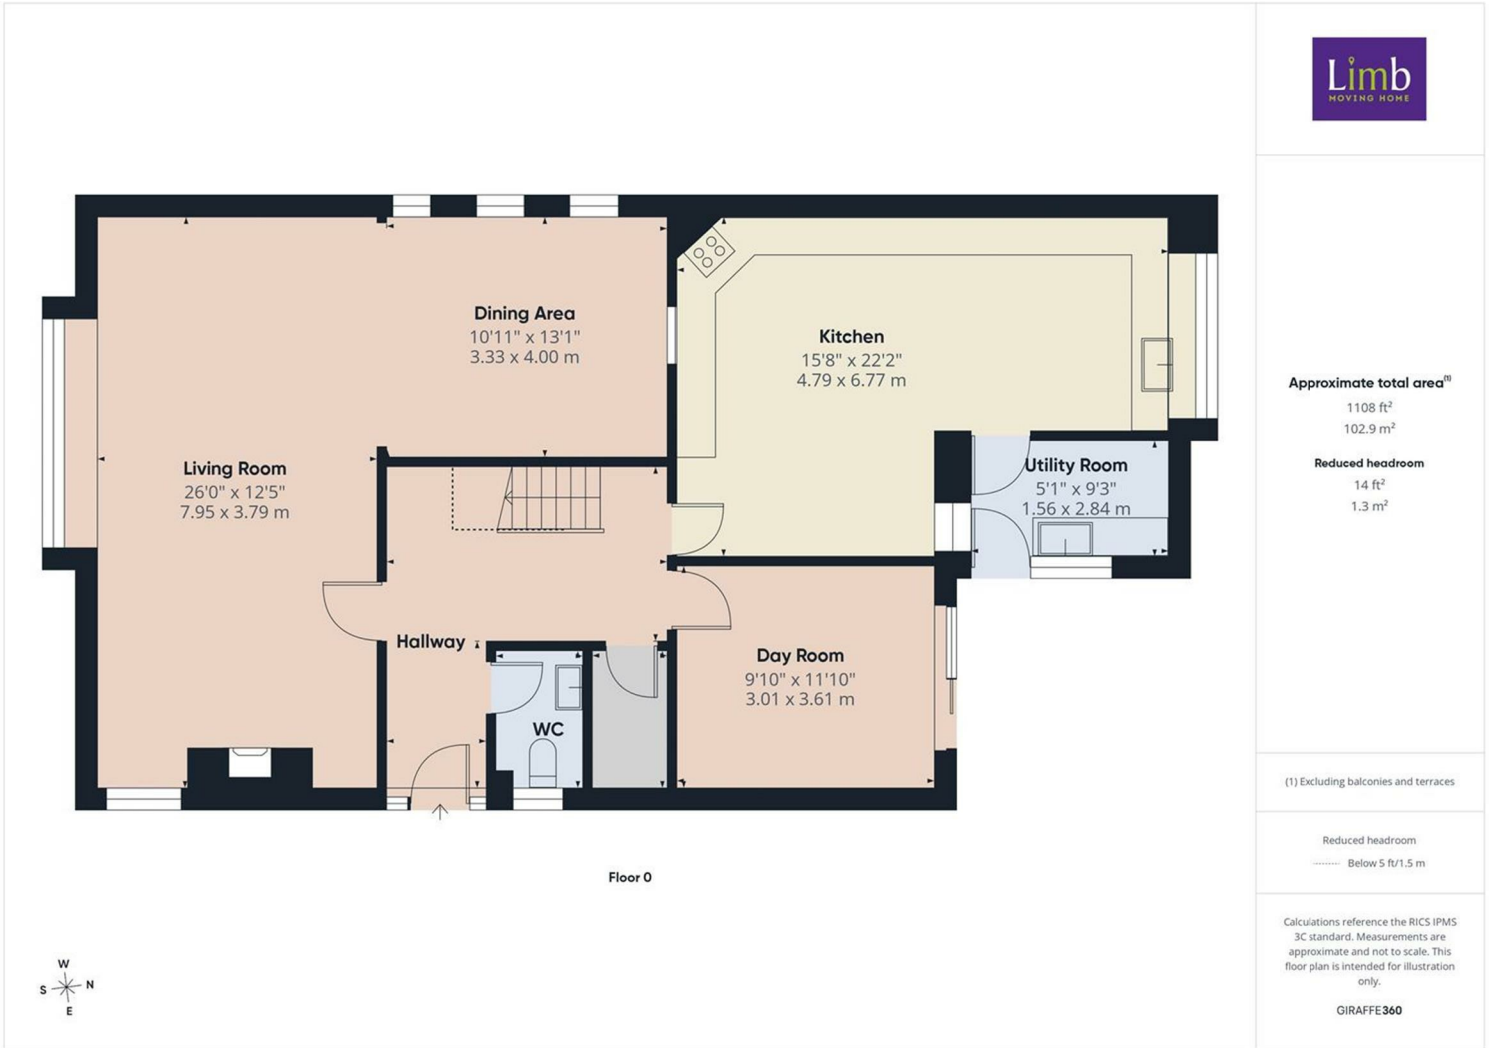 Limb
MOVING HOME
Dining Area
10'11" x 13'1"
3.33 x 4.00 m
Kitchen
15'8" x 22'2"
4.79 x 6.77 m
Living Room
26'0" x 12'5"
7.95 x 3.79 m
Utility Room
5'1" x 9'3"
1.56 x 2.84 m
Hallway
Day Room
9'10" x 11'10"
3.01 x 3.61 m
WC
Floor 0
W
S N
E
Approximate total area(1)
1108 ft²
102.9 m²
Reduced headroom
14 ft²
1.3 m²
(1) Excluding balconies and terraces
Reduced headroom
Below 5 ft/1.5 m
Calculations reference the RICS IPMS
3C standard. Measurements are
approximate and not to scale. This
floor plan is intended for illustration
only.
GIRAFFE360